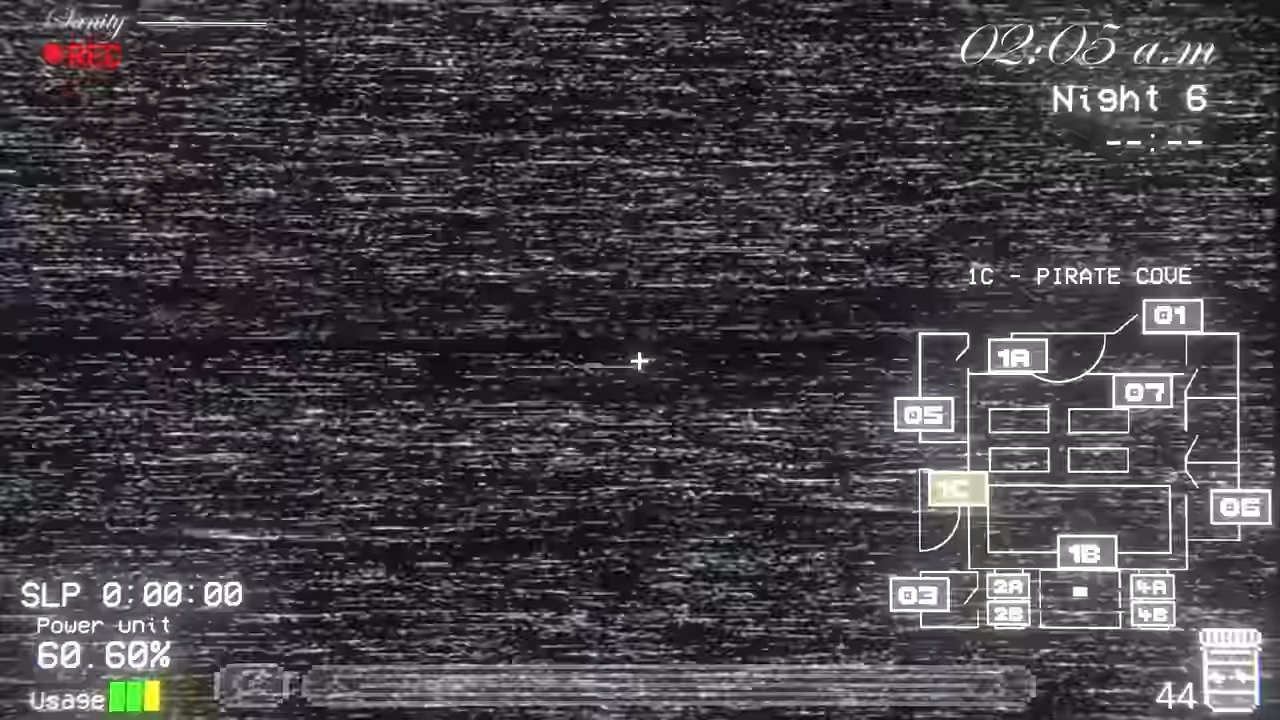 Sanity
REC
02:05 a.m
Night 6
--:--
1C - PIRATE COVE
01
1A
07
05
1C
06
1B
03
2A
4A
2B
4B
SLP 0:00:00
Power unit
60.60%
Usage
44